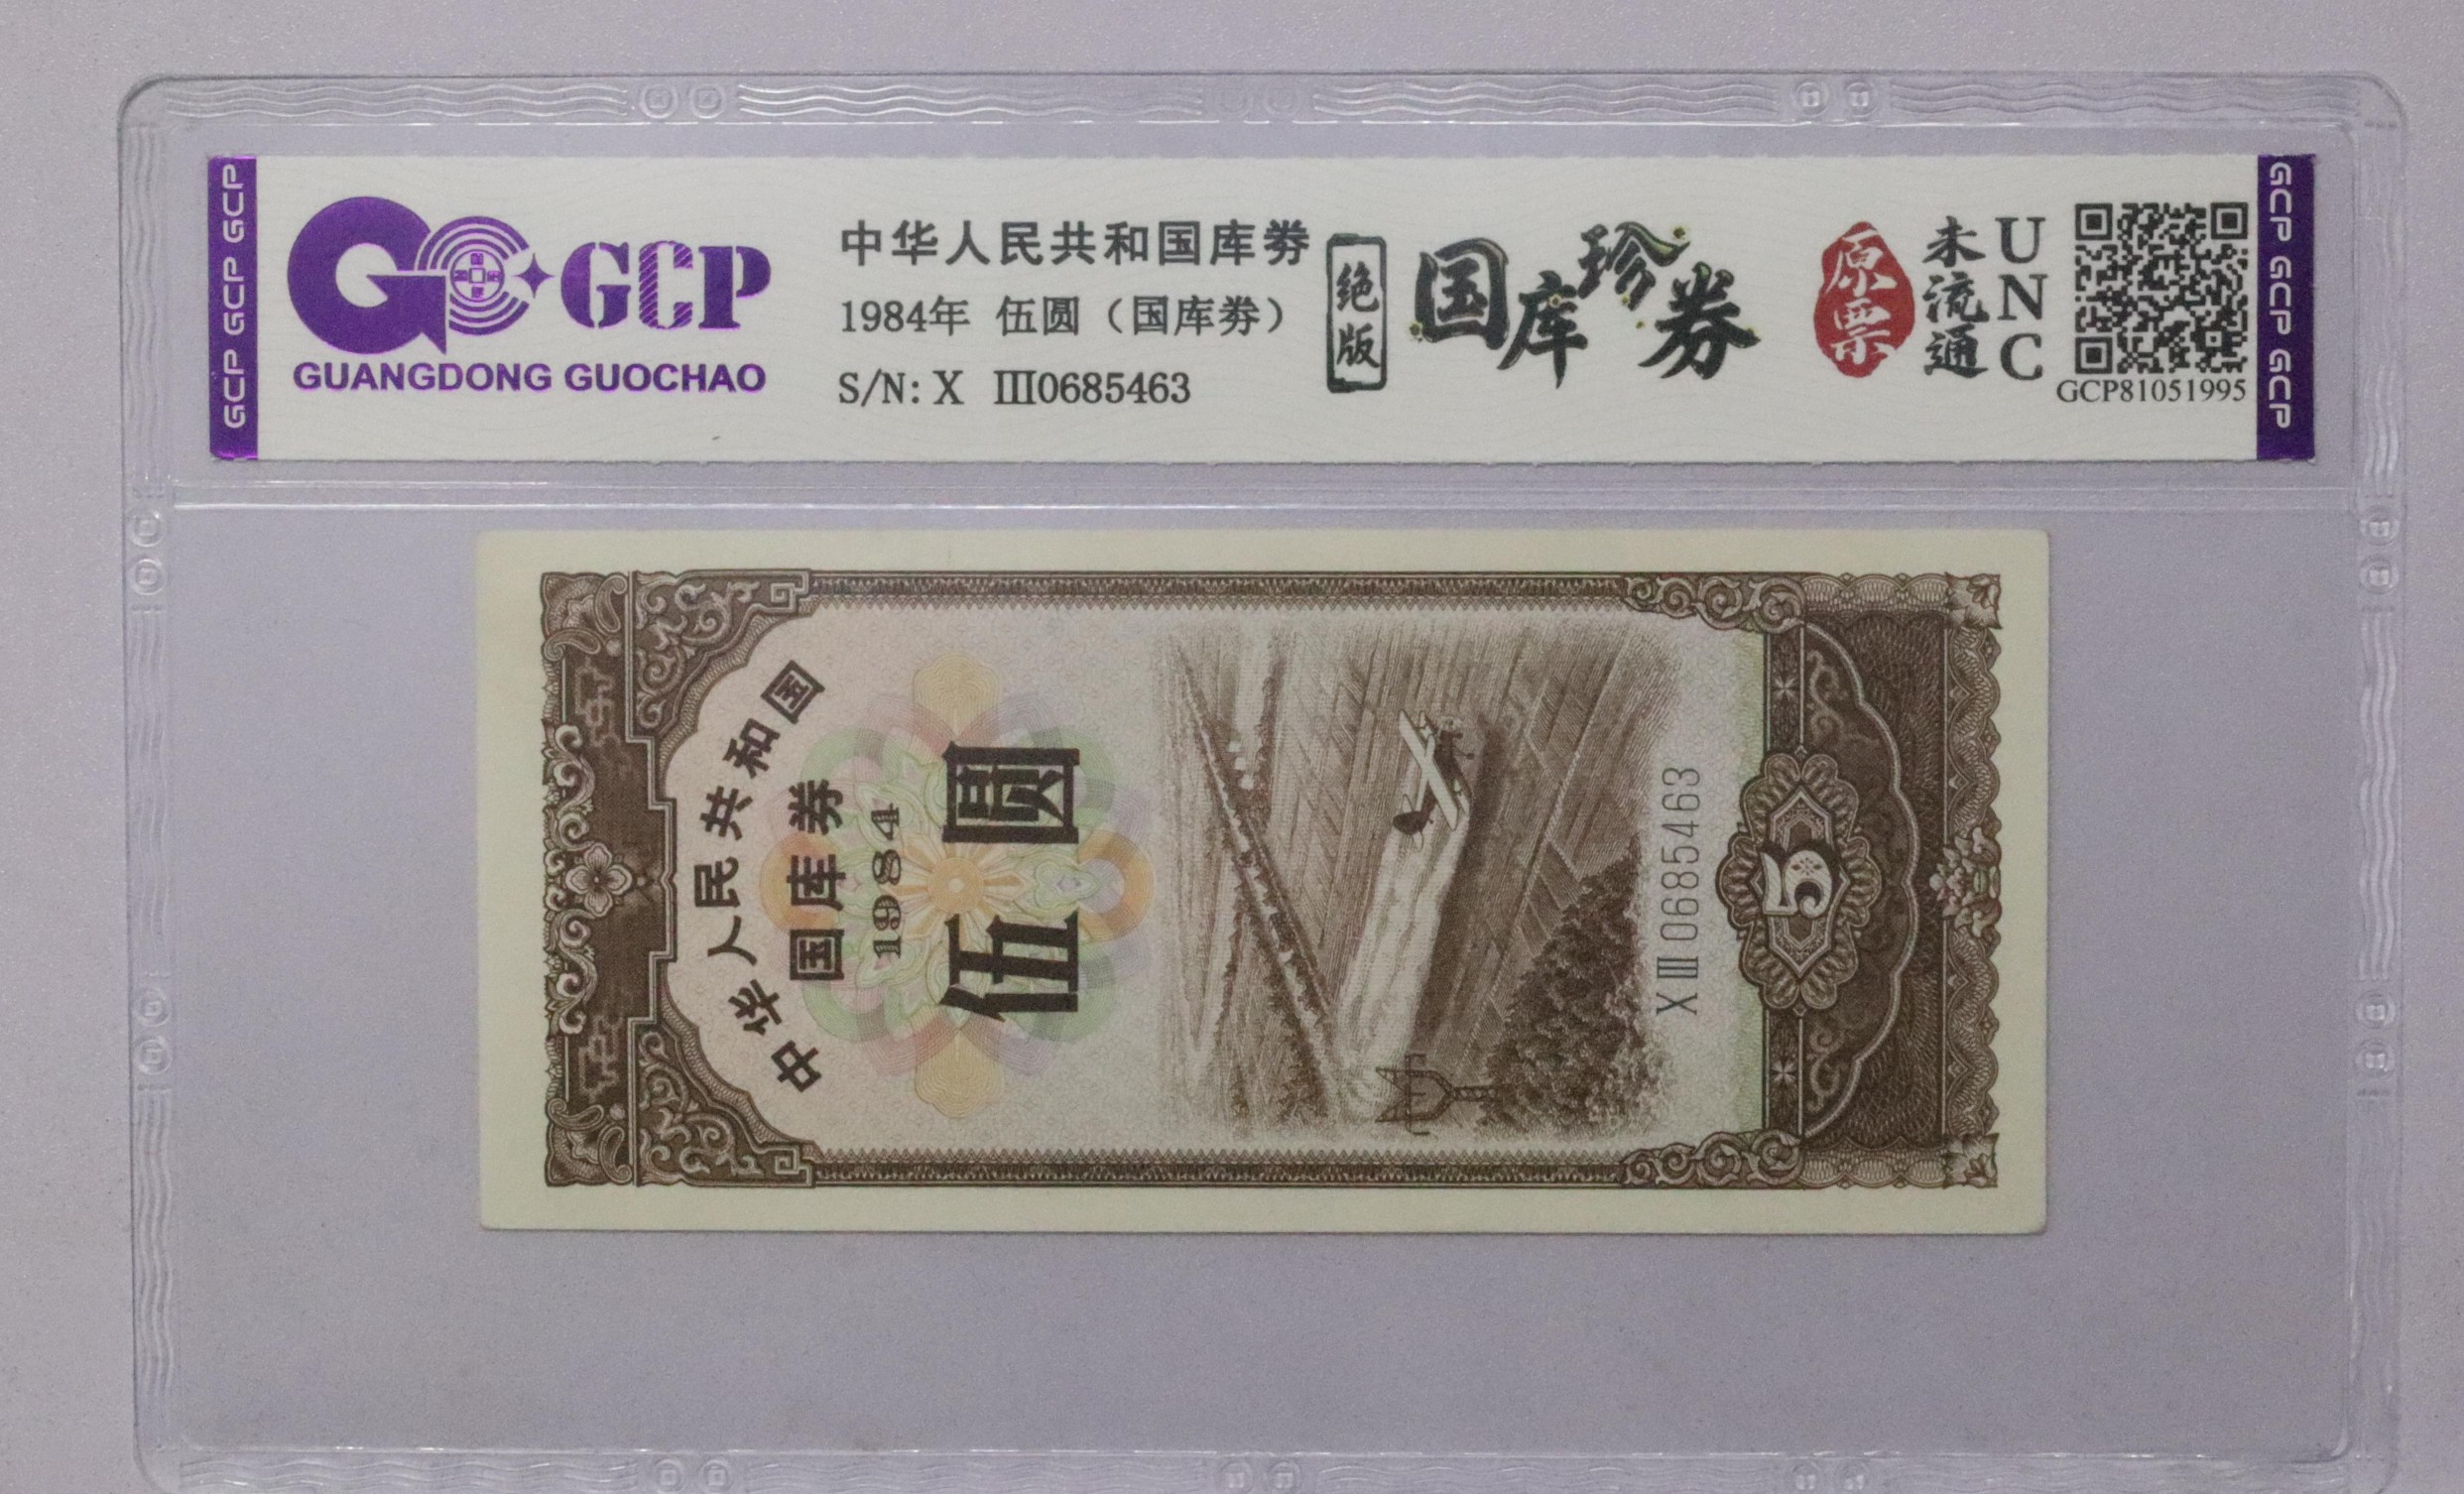 GCP GCP GCP
GCP
GUANGDONG GUOCHAO
中华人民共和国库券
1984年 伍圆（国库券）
S/N: X Ⅲ0685463
绝版
国库珍券
原票
未流通
UNC
GCP81051995
GCP GCP GCP
中华人民共和国
国库券
1984
伍圆
XⅢ0685463
5